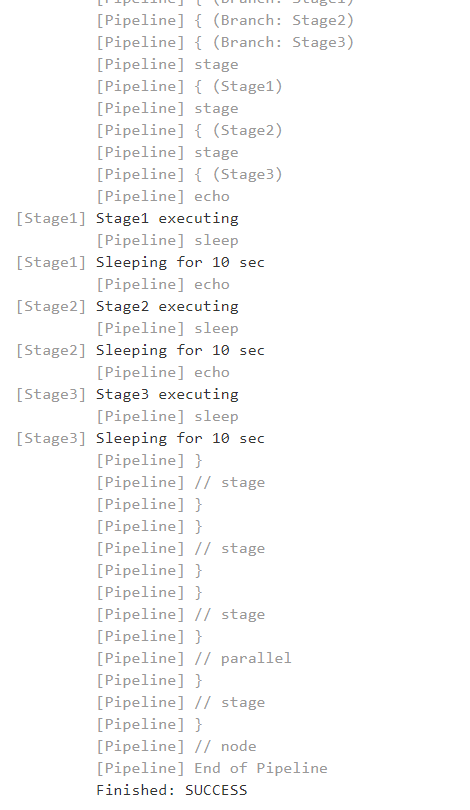 [Pipeline] { (Branch: Stage1)
[Pipeline] { (Branch: Stage2)
[Pipeline] { (Branch: Stage3)
[Pipeline] stage
[Pipeline] { (Stage1)
[Pipeline] stage
[Pipeline] { (Stage2)
[Pipeline] stage
[Pipeline] { (Stage3)
[Pipeline] echo
[Stage1] Stage1 executing
[Pipeline] sleep
[Stage1] Sleeping for 10 sec
[Pipeline] echo
[Stage2] Stage2 executing
[Pipeline] sleep
[Stage2] Sleeping for 10 sec
[Pipeline] echo
[Stage3] Stage3 executing
[Pipeline] sleep
[Stage3] Sleeping for 10 sec
[Pipeline] }
[Pipeline] // stage
[Pipeline] }
[Pipeline] }
[Pipeline] // stage
[Pipeline] }
[Pipeline] }
[Pipeline] // stage
[Pipeline] }
[Pipeline] // parallel
[Pipeline] }
[Pipeline] // stage
[Pipeline] }
[Pipeline] // node
[Pipeline] End of Pipeline
Finished: SUCCESS